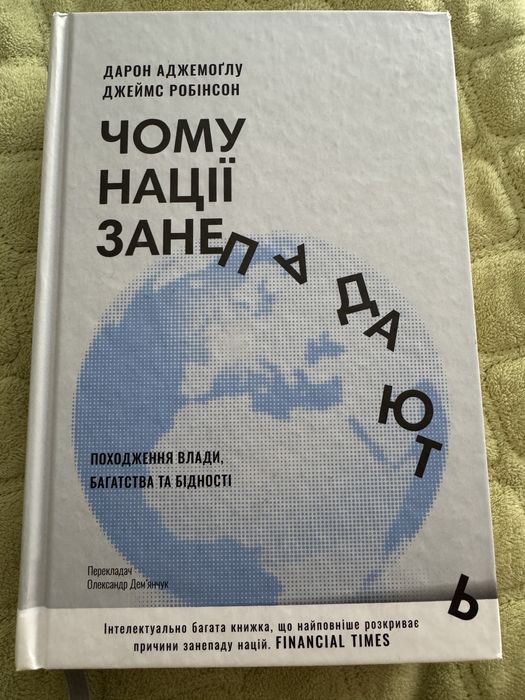 ДАРОН АДЖЕМОҐЛУ
ДЖЕЙМС РОБІНСОН
ЧОМУ
НАЦІЇ
ЗАНЕПАДАЮТЬ
ПОХОДЖЕННЯ ВЛАДИ,
БАГАТСТВА ТА БІДНОСТІ
Перекладач
Олександр Дем'янчук
Інтелектуально багата книжка, що найповніше розкриває
причини занепаду націй. FINANCIAL TIMES